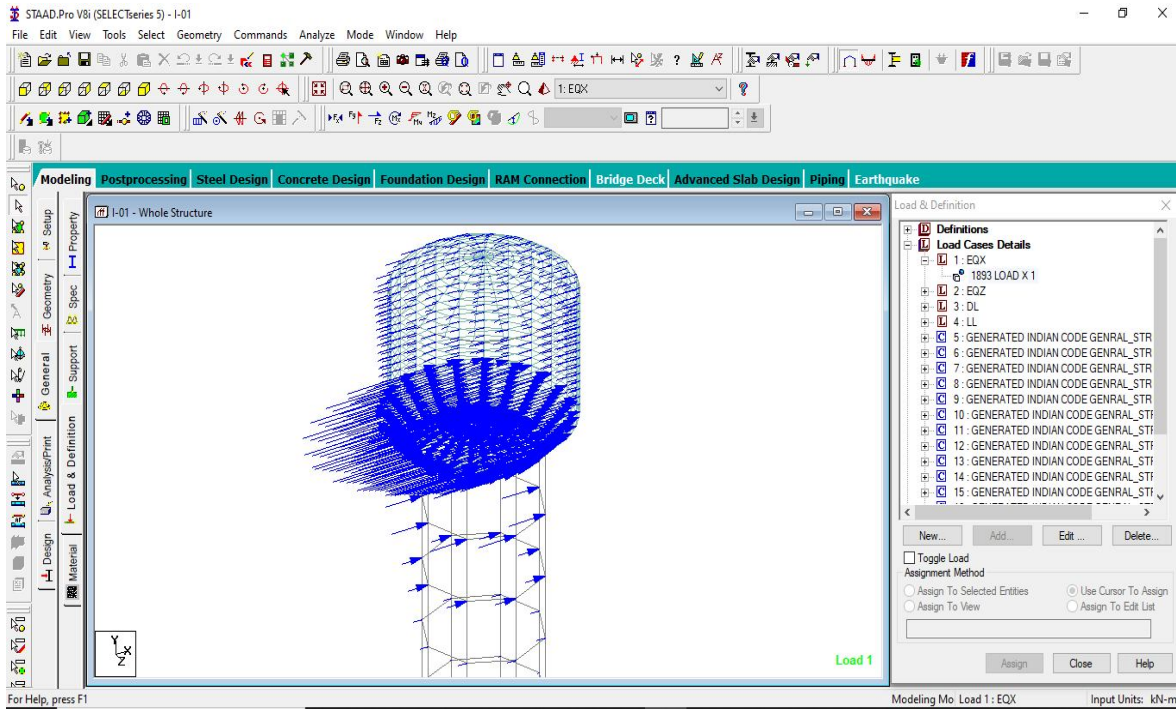 STAAD.Pro V8i (SELECTseries 5) - I-01
File Edit View Tools Select Geometry Commands Analyze Mode Window Help
1: EQX
Modeling Postprocessing Steel Design Concrete Design Foundation Design RAM Connection Bridge Deck Advanced Slab Design Piping Earthquake
Setup
Geometry
General
Analysis/Print
Design
Property
Spec
Support
Load & Definition
Material
I-01 - Whole Structure
Y
X
Z
Load 1
Load & Definition
D Definitions
L Load Cases Details
L 1 : EQX
1893 LOAD X 1
L 2 : EQZ
L 3 : DL
L 4 : LL
C 5 : GENERATED INDIAN CODE GENRAL_STR
C 6 : GENERATED INDIAN CODE GENRAL_STR
C 7 : GENERATED INDIAN CODE GENRAL_STR
C 8 : GENERATED INDIAN CODE GENRAL_STR
C 9 : GENERATED INDIAN CODE GENRAL_STR
C 10 : GENERATED INDIAN CODE GENRAL_STF
C 11 : GENERATED INDIAN CODE GENRAL_STF
C 12 : GENERATED INDIAN CODE GENRAL_STF
C 13 : GENERATED INDIAN CODE GENRAL_STF
C 14 : GENERATED INDIAN CODE GENRAL_STF
C 15 : GENERATED INDIAN CODE GENRAL_STF
New... Add... Edit ... Delete...
Toggle Load
Assignment Method
Assign To Selected Entities Use Cursor To Assign
Assign To View Assign To Edit List
Assign Close Help
For Help, press F1 Modeling Mo Load 1 : EQX Input Units: kN-m